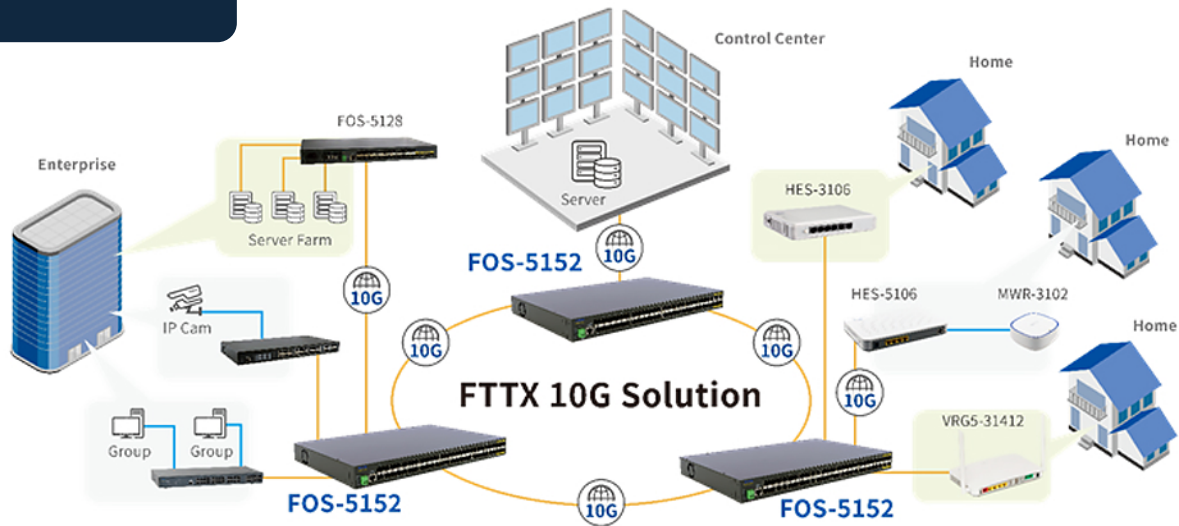 Control Center
Home
FOS-5128
Home
Enterprise
HES-3106
Server
Server Farm
10G
FOS-5152
10G
HES-5106
MWR-3102
IP Cam
Home
10G
10G
FTTX 10G Solution
10G
VRG5-31412
Group
Group
FOS-5152
10G
FOS-5152